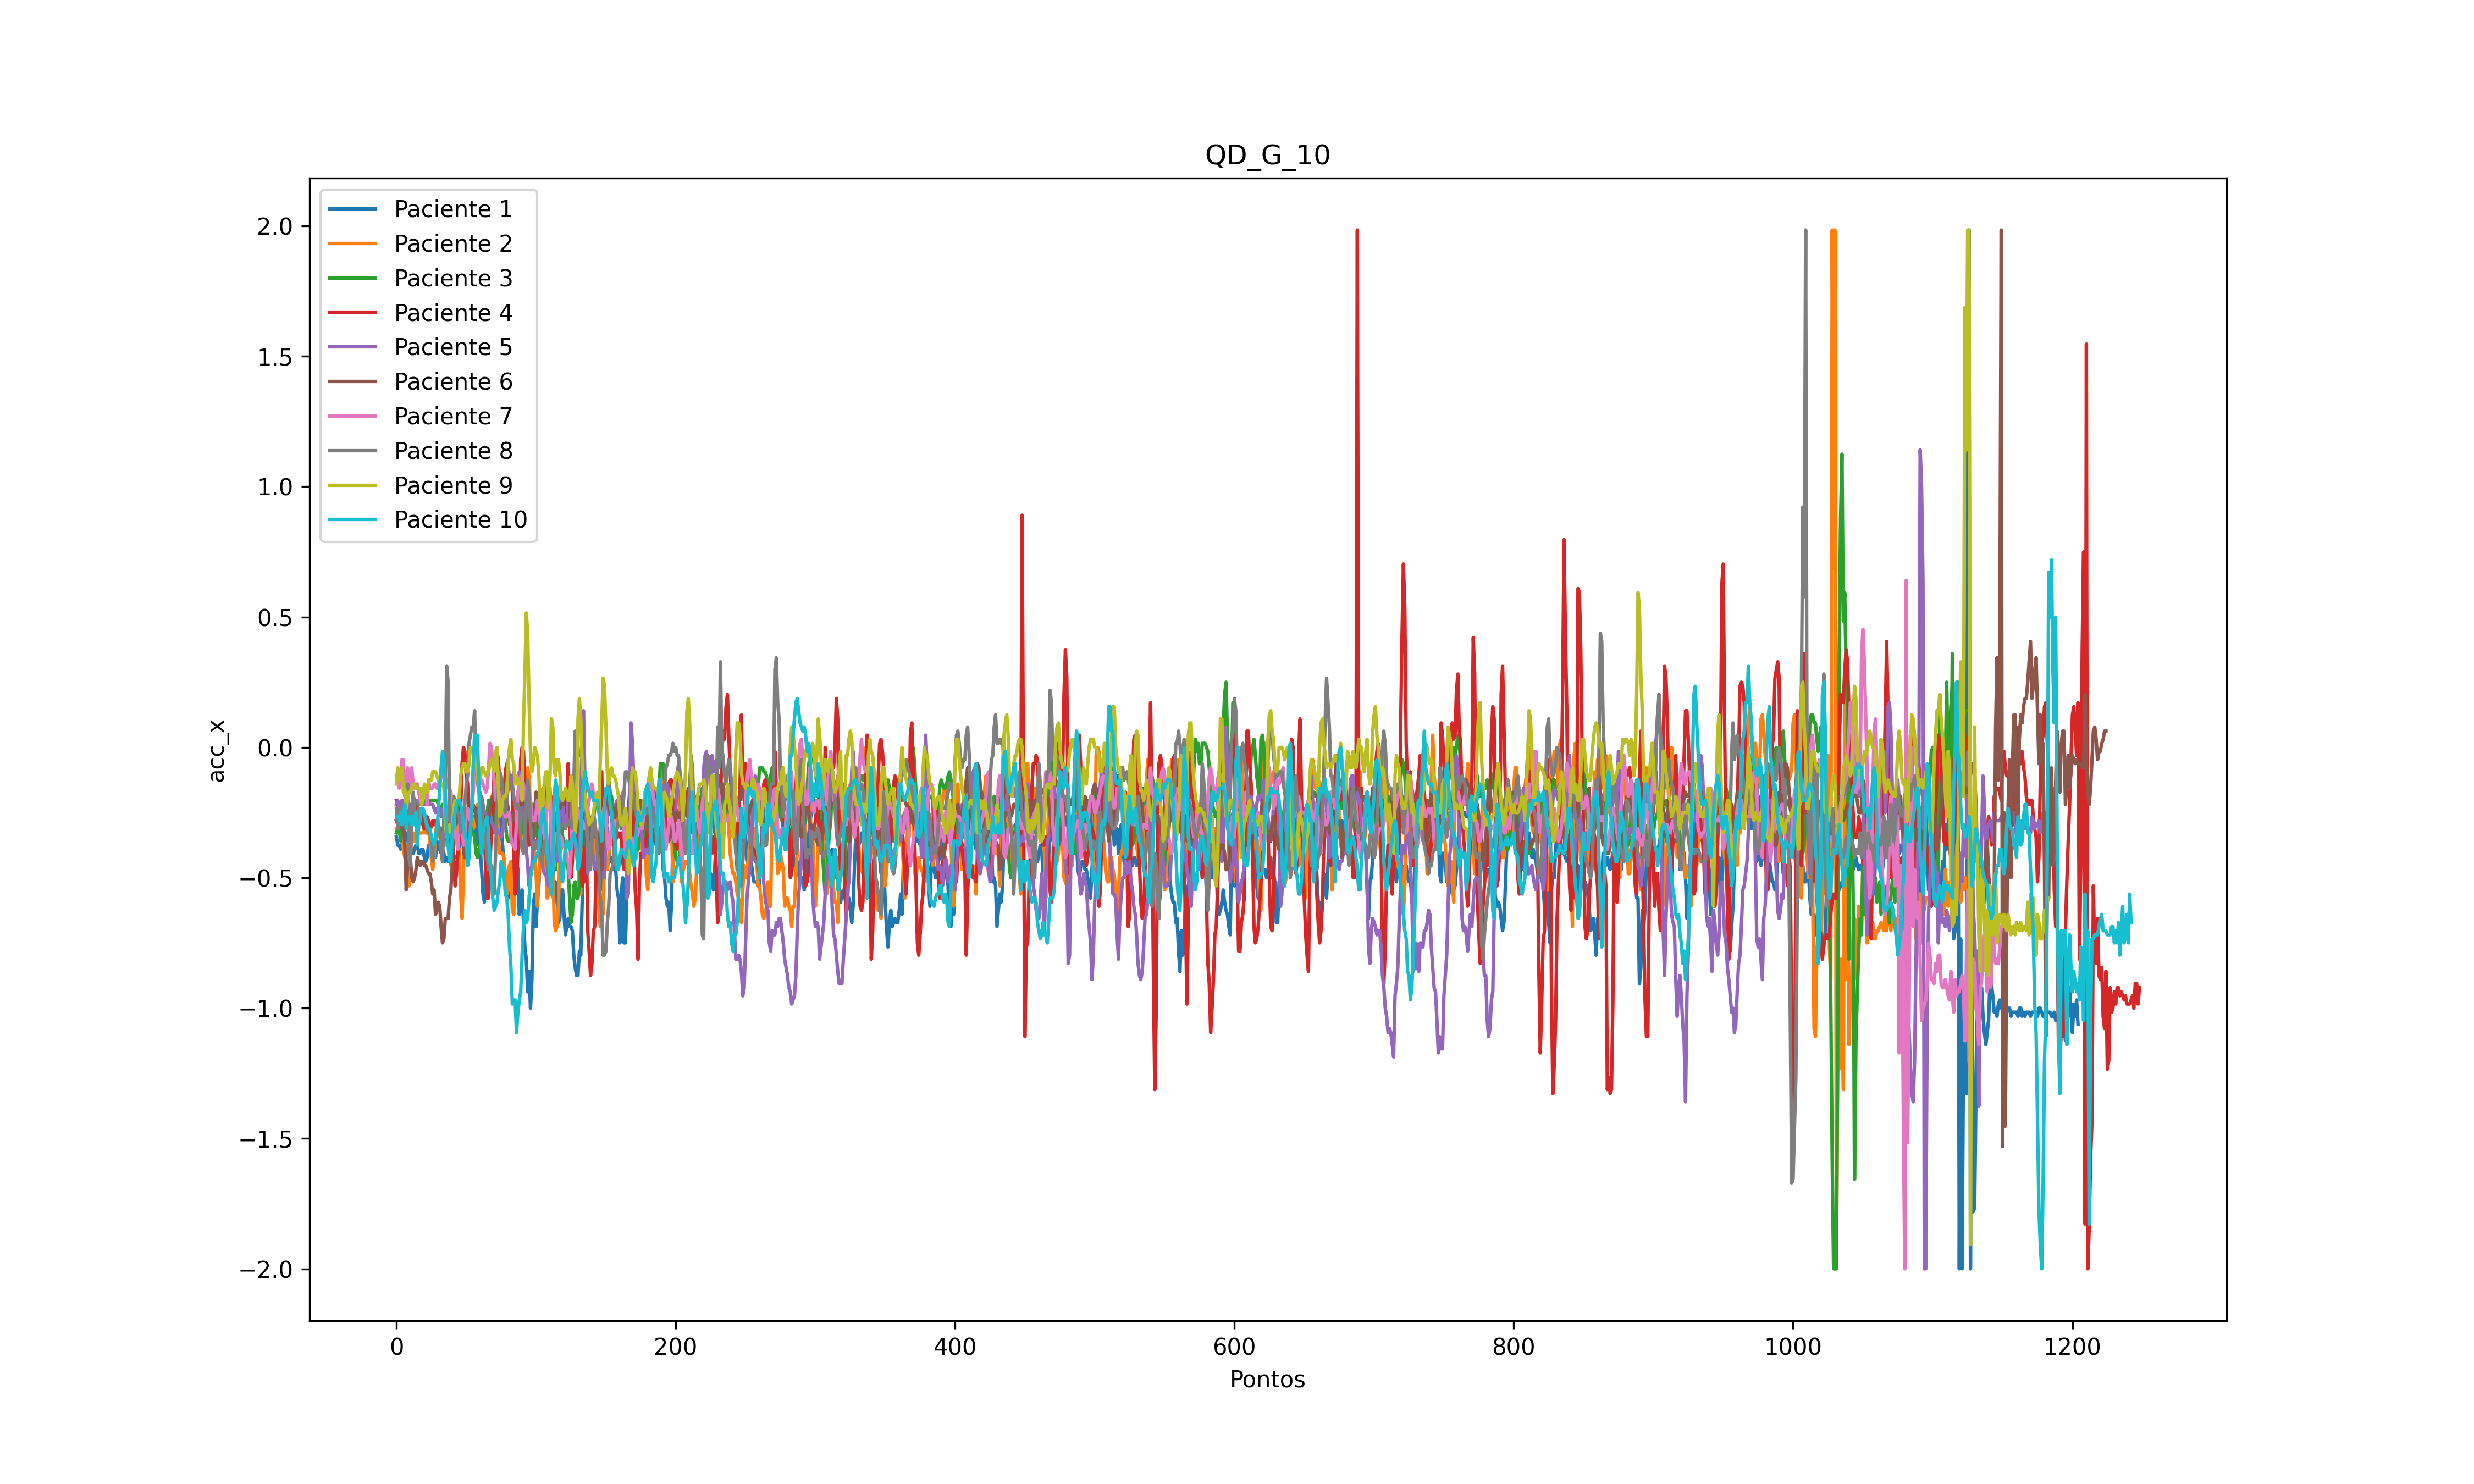 QD_G_10
Paciente 1
Paciente 2
Paciente 3
Paciente 4
Paciente 5
Paciente 6
Paciente 7
Paciente 8
Paciente 9
Paciente 10
acc_x
2.0
1.5
1.0
0.5
0.0
−0.5
−1.0
−1.5
−2.0
0 200 400 600 800 1000 1200
Pontos